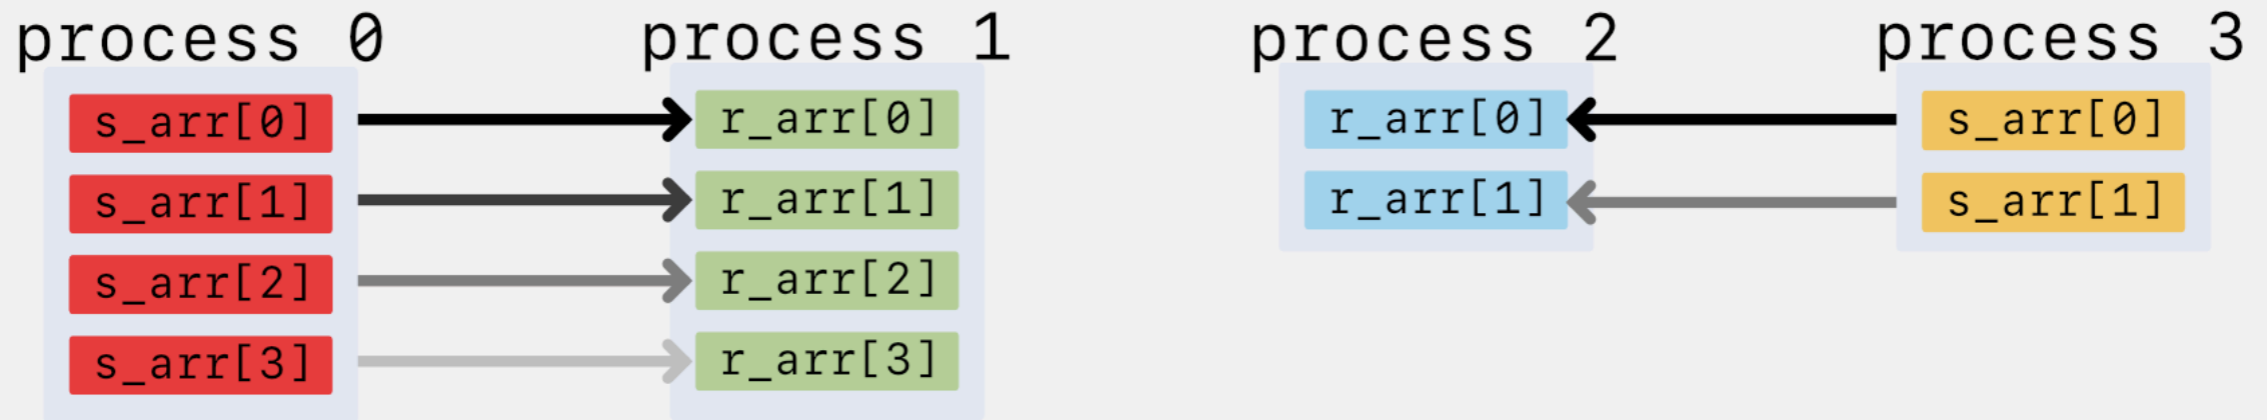 process 0 process 1 process 2 process 3
s_arr[0] r_arr[0] r_arr[0] s_arr[0]
s_arr[1] r_arr[1] r_arr[1] s_arr[1]
s_arr[2] r_arr[2]
s_arr[3] r_arr[3]